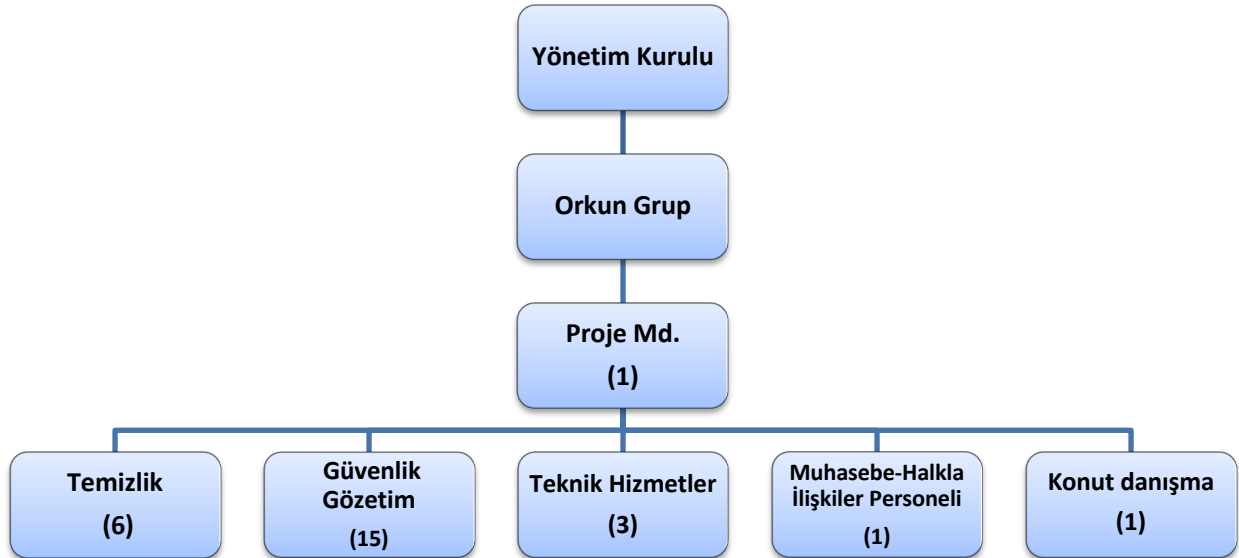 Yönetim Kurulu
Orkun Grup
Proje Md.
(1)
Temizlik
(6)
Güvenlik
Gözetim
(15)
Teknik Hizmetler
(3)
Muhasebe-Halkla
İlişkiler Personeli
(1)
Konut danışma
(1)